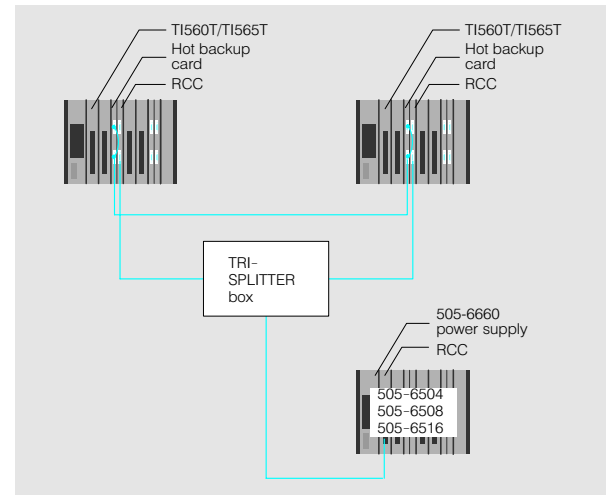 TI560T/TI565T
Hot backup
card
RCC
TI560T/TI565T
Hot backup
card
RCC
TRI-
SPLITTER
box
505-6660
power supply
RCC
505-6504
505-6508
505-6516